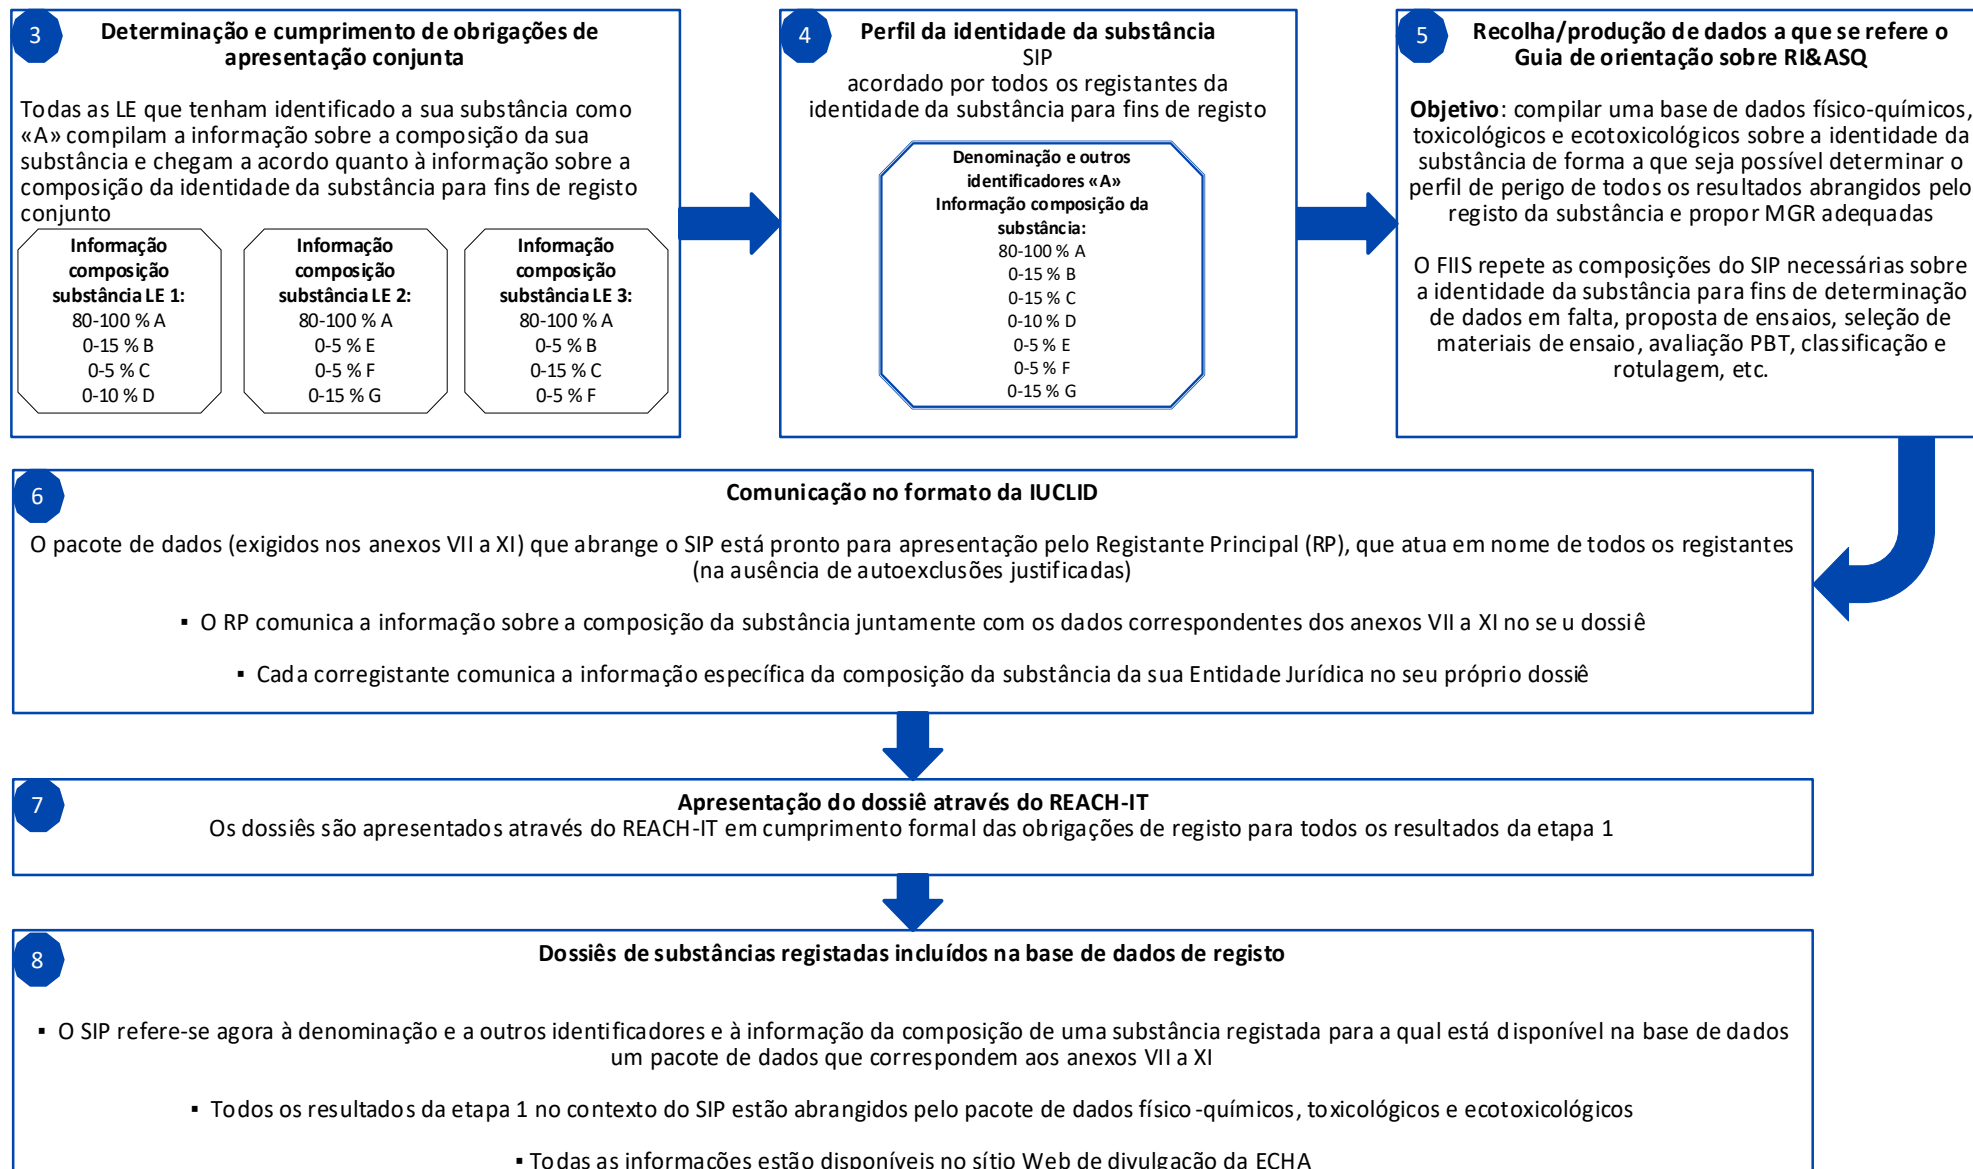 3
Determinação e cumprimento de obrigações de
apresentação conjunta
Todas as LE que tenham identificado a sua substância como
«A» compilam a informação sobre a composição da sua
substância e chegam a acordo quanto à informação sobre a
composição da identidade da substância para fins de registo
conjunto
Informação
composição
substância LE 1:
80-100 % A
0-15 % B
0-5 % C
0-10 % D
Informação
composição
substância LE 2:
80-100 % A
0-5 % E
0-5 % F
0-15 % G
Informação
composição
substância LE 3:
80-100 % A
0-5 % B
0-15 % C
0-5 % F
4
Perfil da identidade da substância
SIP
acordado por todos os registantes da
identidade da substância para fins de registo
Denominação e outros
identificadores «A»
Informação composição da
substância:
80-100 % A
0-15 % B
0-15 % C
0-10 % D
0-5 % E
0-5 % F
0-15 % G
5
Recolha/produção de dados a que se refere o
Guia de orientação sobre RI&ASQ
Objetivo: compilar uma base de dados físico-químicos,
toxicológicos e ecotoxicológicos sobre a identidade da
substância de forma a que seja possível determinar o
perfil de perigo de todos os resultados abrangidos pelo
registo da substância e propor MGR adequadas
O FIIS repete as composições do SIP necessárias sobre
a identidade da substância para fins de determinação
de dados em falta, proposta de ensaios, seleção de
materiais de ensaio, avaliação PBT, classificação e
rotulagem, etc.
6
Comunicação no formato da IUCLID
O pacote de dados (exigidos nos anexos VII a XI) que abrange o SIP está pronto para apresentação pelo Registante Principal (RP), que atua em nome de todos os registantes
(na ausência de autoexclusões justificadas)
▪ O RP comunica a informação sobre a composição da substância juntamente com os dados correspondentes dos anexos VII a XI no seu dossiê
▪ Cada corregistante comunica a informação específica da composição da substância da sua Entidade Jurídica no seu próprio dossiê
7
Apresentação do dossiê através do REACH-IT
Os dossiês são apresentados através do REACH-IT em cumprimento formal das obrigações de registo para todos os resultados da etapa 1
8
Dossiês de substâncias registadas incluídos na base de dados de registo
▪ O SIP refere-se agora à denominação e a outros identificadores e à informação da composição de uma substância registada para a qual está disponível na base de dados
um pacote de dados que correspondem aos anexos VII a XI
▪ Todos os resultados da etapa 1 no contexto do SIP estão abrangidos pelo pacote de dados físico-químicos, toxicológicos e ecotoxicológicos
▪ Todas as informações estão disponíveis no sítio Web de divulgação da ECHA